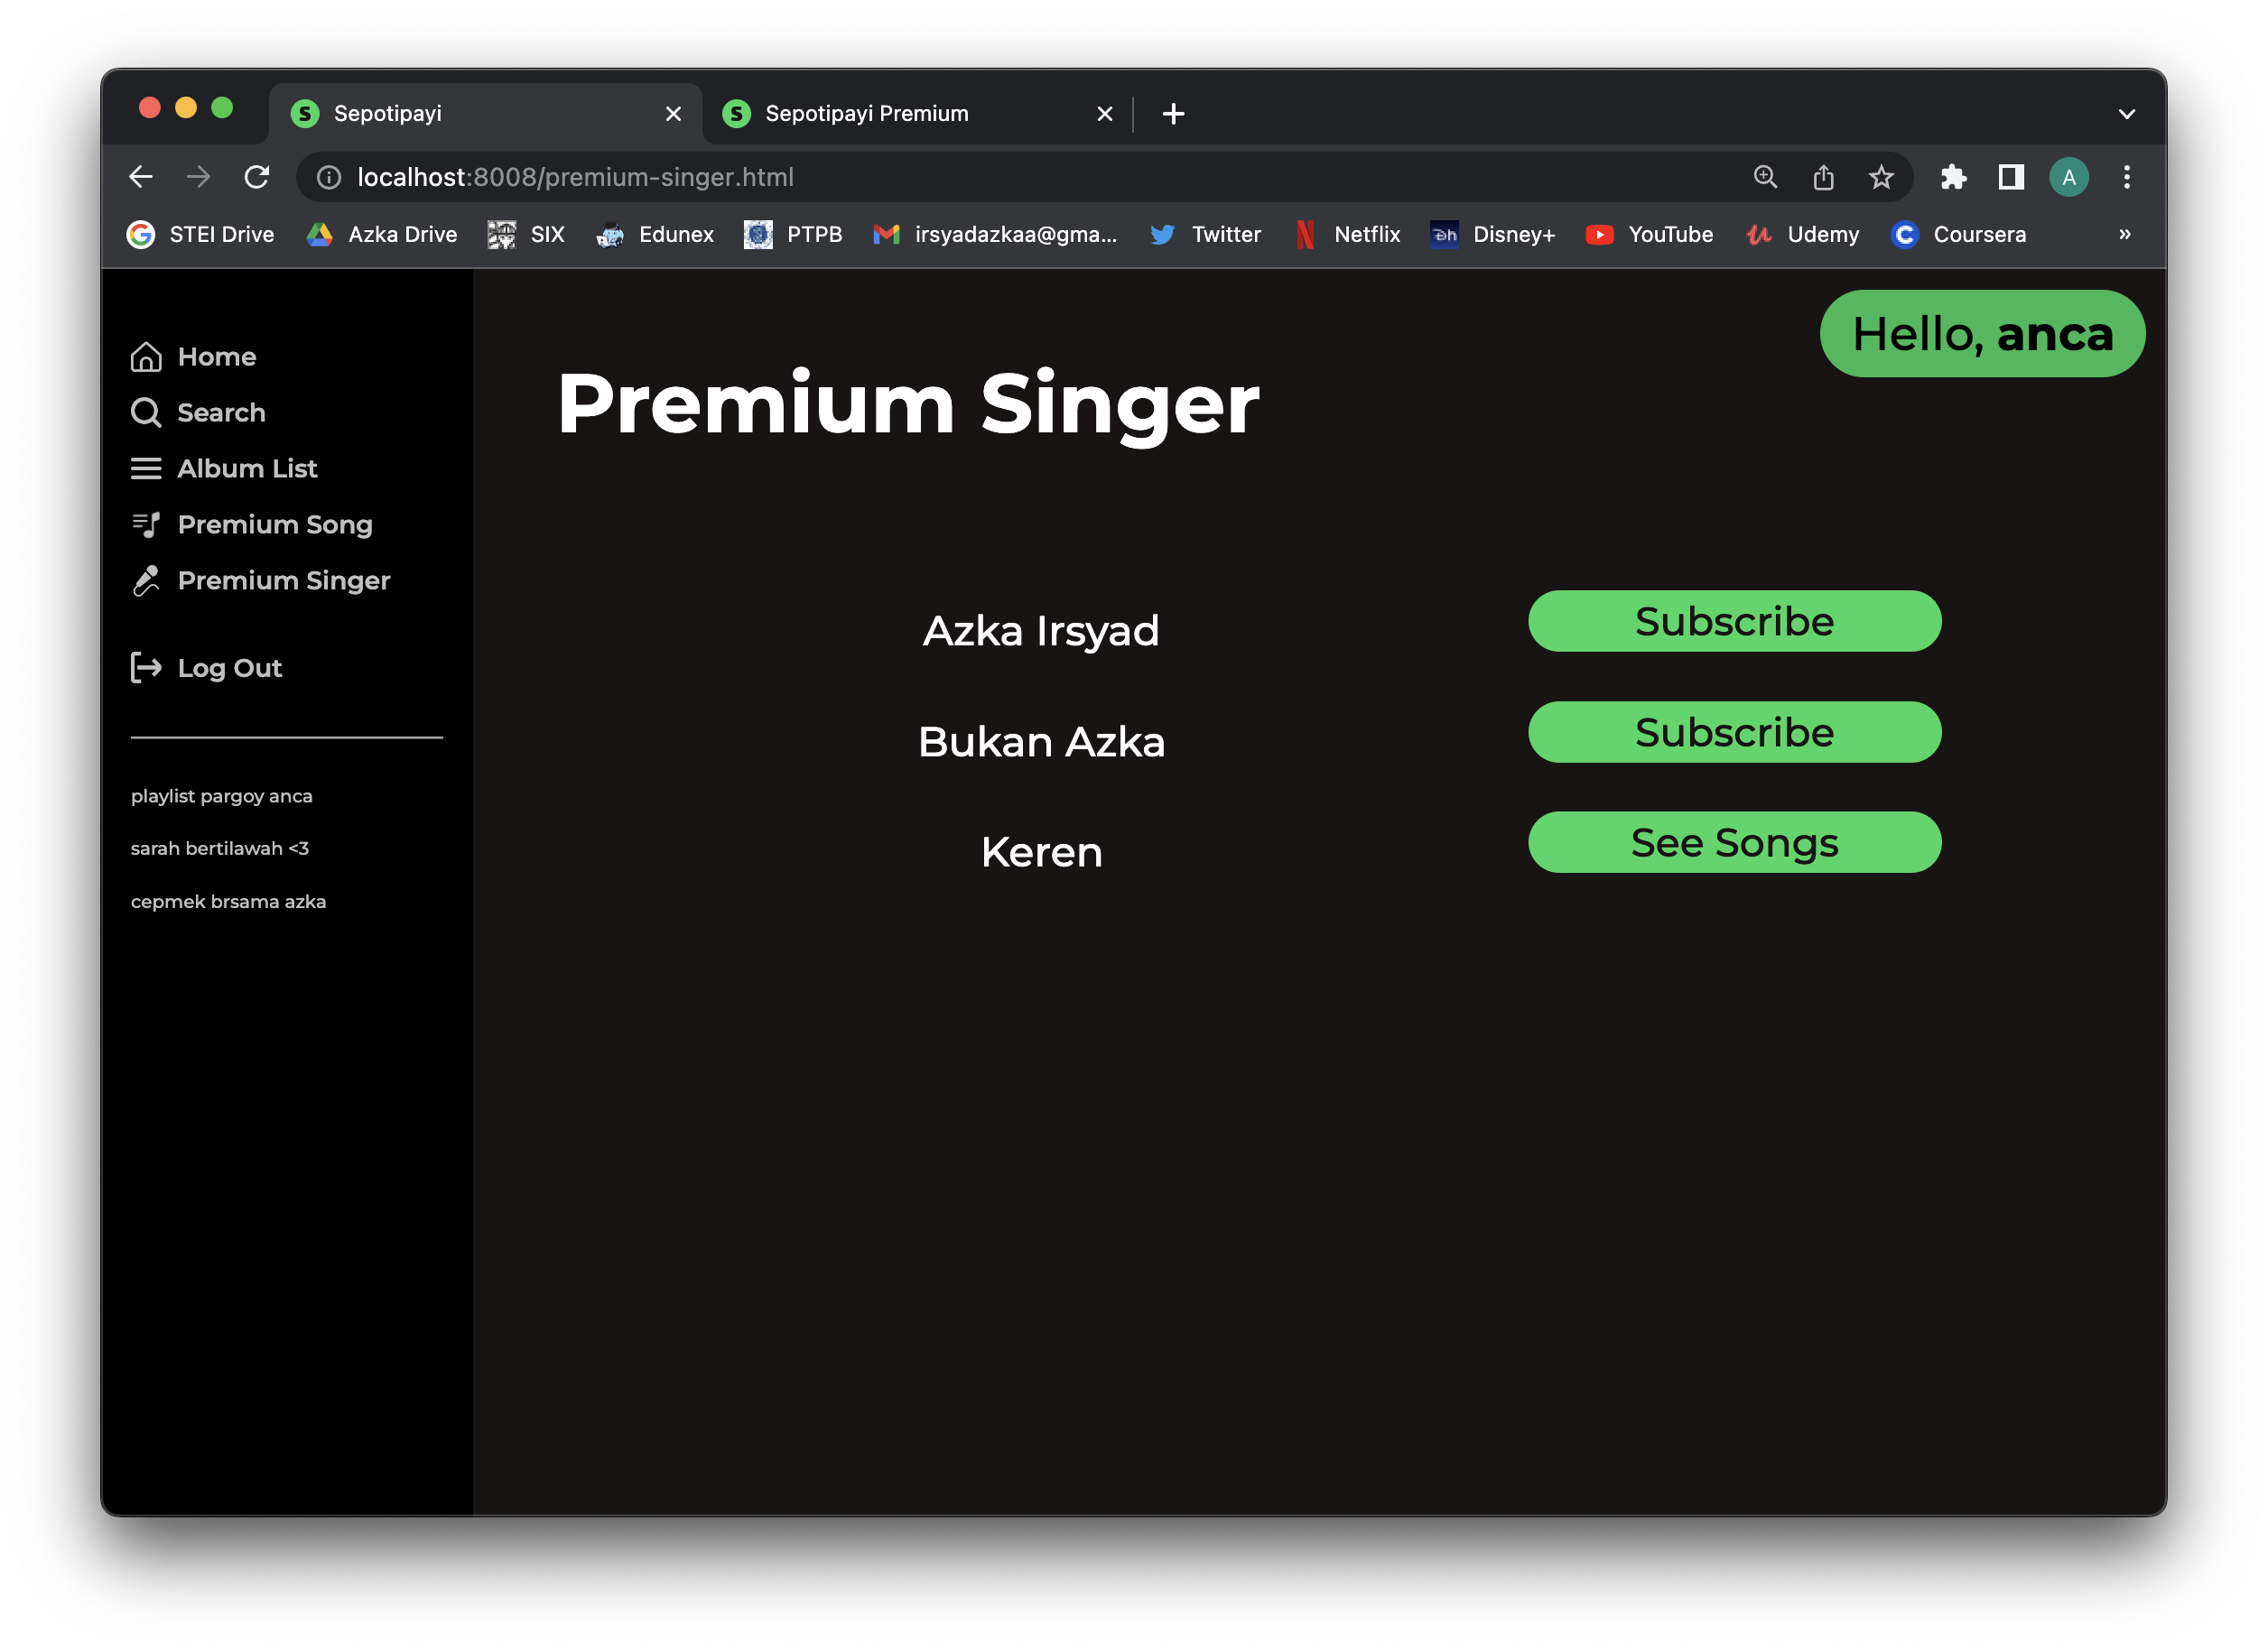 Sepotipayi
Sepotipayi Premium
localhost:8008/premium-singer.html
A
STEI Drive
Azka Drive
SIX
Edunex
PTPB
irsyadazkaa@gma...
Twitter
Netflix
Disney+
YouTube
Udemy
Coursera
»
Hello, anca
Home
Search
Album List
Premium Song
Premium Singer
Log Out
playlist pargoy anca
sarah bertilawah <3
cepmek brsama azka
Premium Singer
Azka Irsyad Subscribe
Bukan Azka Subscribe
Keren See Songs